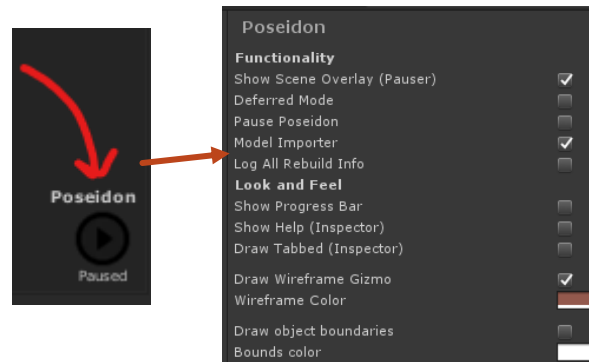 Poseidon
Paused
Poseidon
Functionality
Show Scene Overlay (Pauser)
Deferred Mode
Pause Poseidon
Model Importer
Log All Rebuild Info
Look and Feel
Show Progress Bar
Show Help (Inspector)
Draw Tabbed (Inspector)
Draw Wireframe Gizmo
Wireframe Color
Draw object boundaries
Bounds color